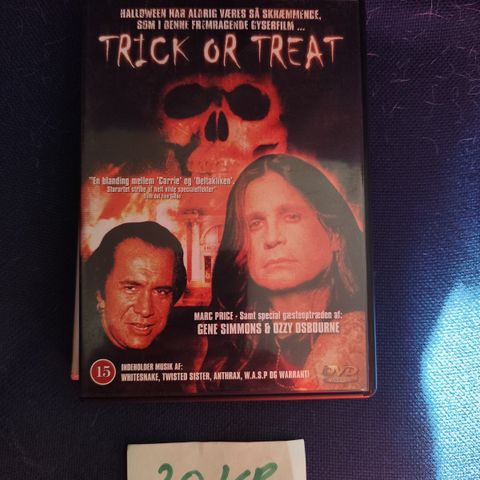 HALLOWEEN HAR ALDRIG VÆRES SÅ SKRÆMMENDE,
SOM I DENNE FREMRAGENDE GYSERFILM ...
TRICK OR TREAT
"En blanding mellem 'Carrie' og
MARC PRICE - Samt special gæsteoptræden af:
GENE SIMMONS & OZZY OSBOURNE
15
INDEHOLDER MUSIK AF:
WHITESNAKE, TWISTED SISTER, ANTHRAX, W.A.S.P OG WARRANT!
DVD
20 KR